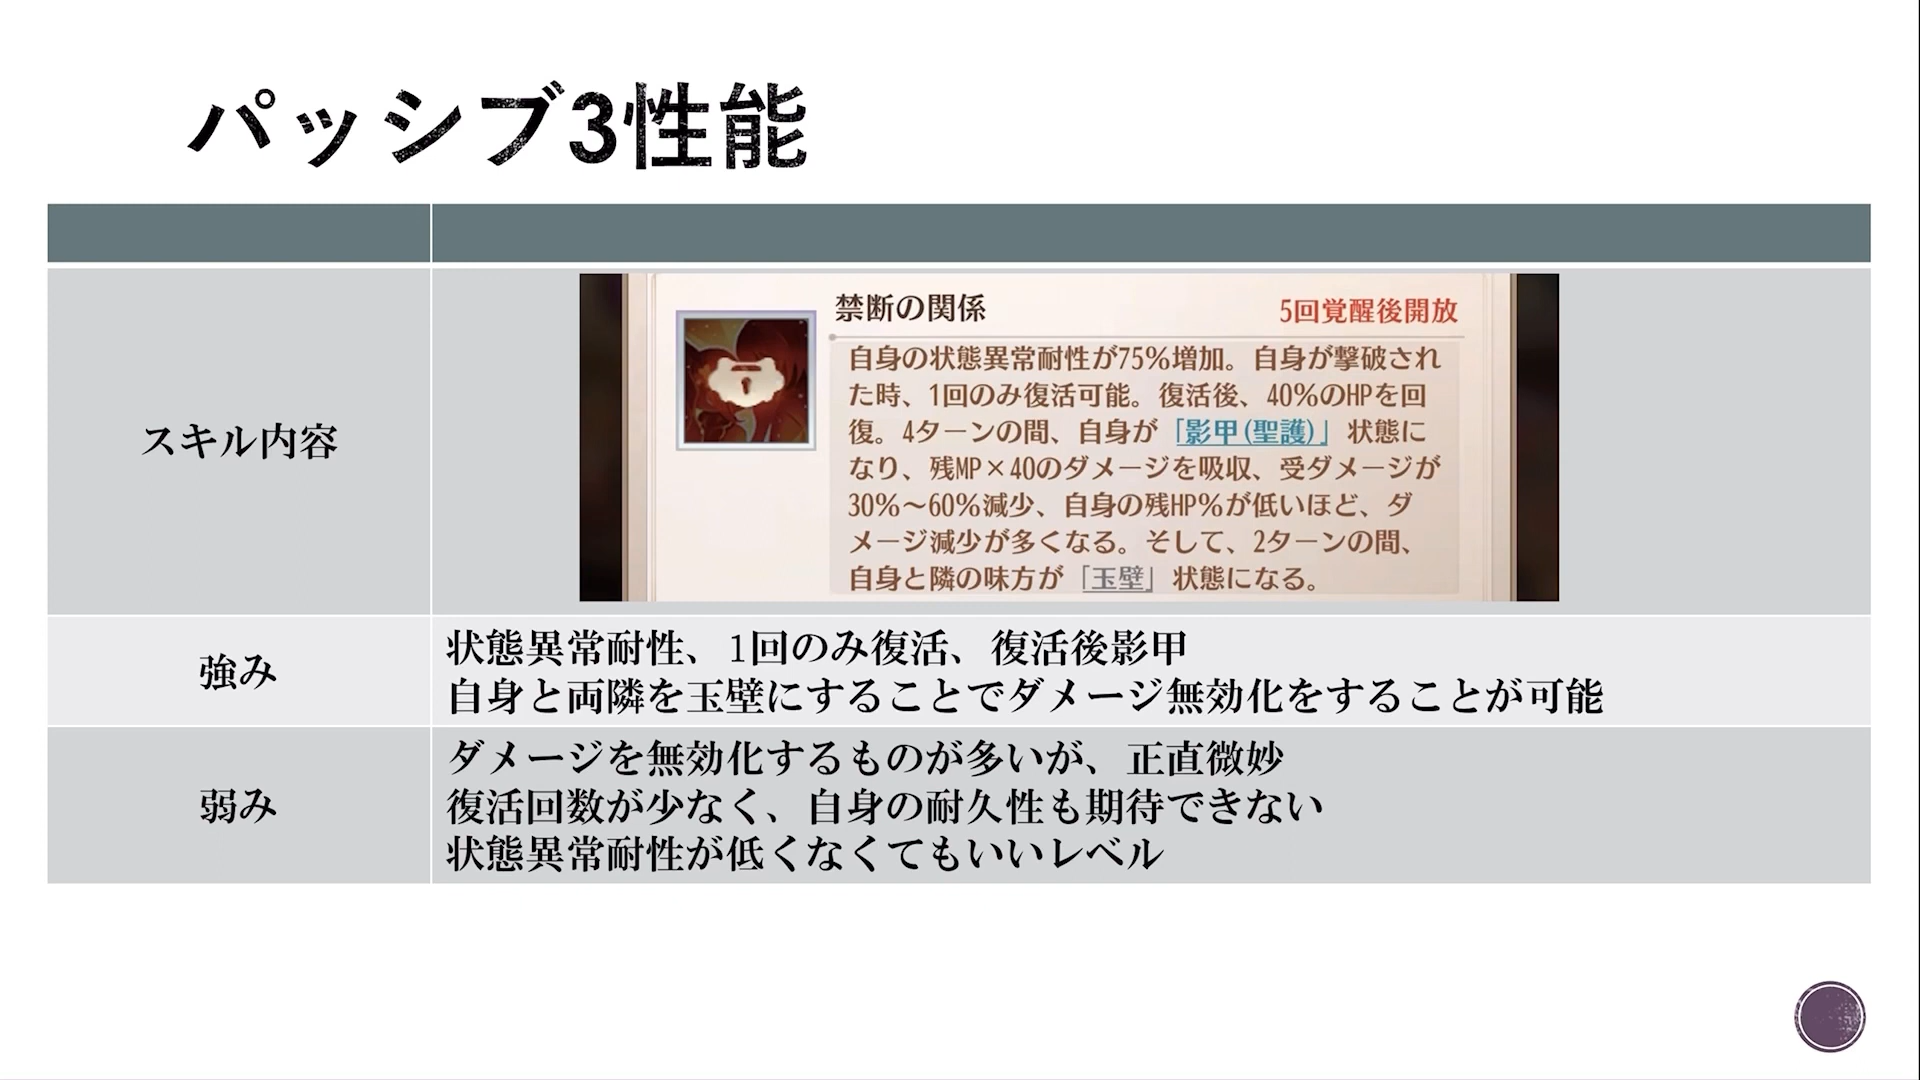 パッシブ3性能
スキル内容
禁断の関係
5回覚醒後開放
自身の状態異常耐性が75%増加。自身が撃破され
た時、1回のみ復活可能。復活後、40%のHPを回
復。4ターンの間、自身が「影甲(聖護)」状態に
なり、残MP×40のダメージを吸収、受ダメージが
30%～60%減少、自身の残HP%が低いほど、ダ
メージ減少が多くなる。そして、2ターンの間、
自身と隣の味方が「玉壁」状態になる。
強み
状態異常耐性、1回のみ復活、復活後影甲
自身と両隣を玉壁にすることでダメージ無効化をすることが可能
弱み
ダメージを無効化するものが多いが、正直微妙
復活回数が少なく、自身の耐久性も期待できない
状態異常耐性が低くなくてもいいレベル